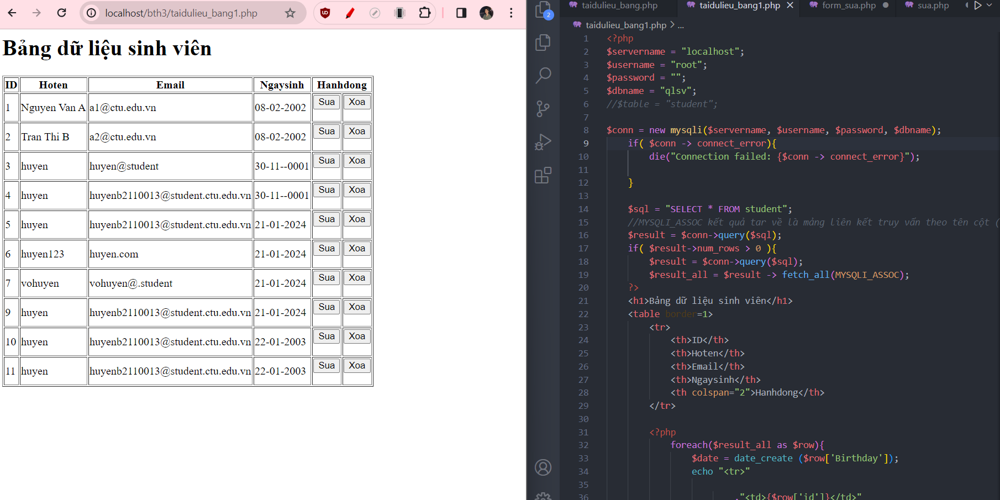 localhost/bth3/taidulieu_bang1.php
Bảng dữ liệu sinh viên
ID Hoten Email Ngaysinh Hanhdong
1 Nguyen Van A a1@ctu.edu.vn 08-02-2002 Sua Xoa
2 Tran Thi B a2@ctu.edu.vn 08-02-2002 Sua Xoa
3 huyen huyen@student 30-11--0001 Sua Xoa
4 huyen huyenb2110013@student.ctu.edu.vn 30-11--0001 Sua Xoa
5 huyen huyenb2110013@student.ctu.edu.vn 21-01-2024 Sua Xoa
6 huyen123 huyen.com 21-01-2024 Sua Xoa
7 vohuyen vohuyen@.student 21-01-2024 Sua Xoa
9 huyen huyenb2110013@student.ctu.edu.vn 21-01-2024 Sua Xoa
10 huyen huyenb2110013@student.ctu.edu.vn 22-01-2003 Sua Xoa
11 huyen huyenb2110013@student.ctu.edu.vn 22-01-2003 Sua Xoa
2
taidulieu_bang.php taidulieu_bang1.php form_sua.php sua.php
taidulieu_bang1.php > ...
1 <?php
2 $servername = "localhost";
3 $username = "root";
4 $password = "";
5 $dbname = "qlsv";
6 //$table = "student";
7
8 $conn = new mysqli($servername, $username, $password, $dbname);
9 if( $conn -> connect_error){
10 die("Connection failed: {$conn -> connect_error}");
11
12 }
13
14 $sql = "SELECT * FROM student";
15 //MYSQLI_ASSOC kết quả tar về là mảng liên kết truy vấn theo tên cột (
16 $result = $conn->query($sql);
17 if( $result->num_rows > 0 ){
18 $result = $conn->query($sql);
19 $result_all = $result -> fetch_all(MYSQLI_ASSOC);
20 ?>
21 <h1>Bảng dữ liệu sinh viên</h1>
22 <table border=1>
23 <tr>
24 <th>ID</th>
25 <th>Hoten</th>
26 <th>Email</th>
27 <th>Ngaysinh</th>
28 <th colspan="2">Hanhdong</th>
29 </tr>
30
31 <?php
32 foreach($result_all as $row){
33 $date = date_create ($row['Birthday']);
34 echo "<tr>"
35
36 ."<td>{$row['id']}</td>"